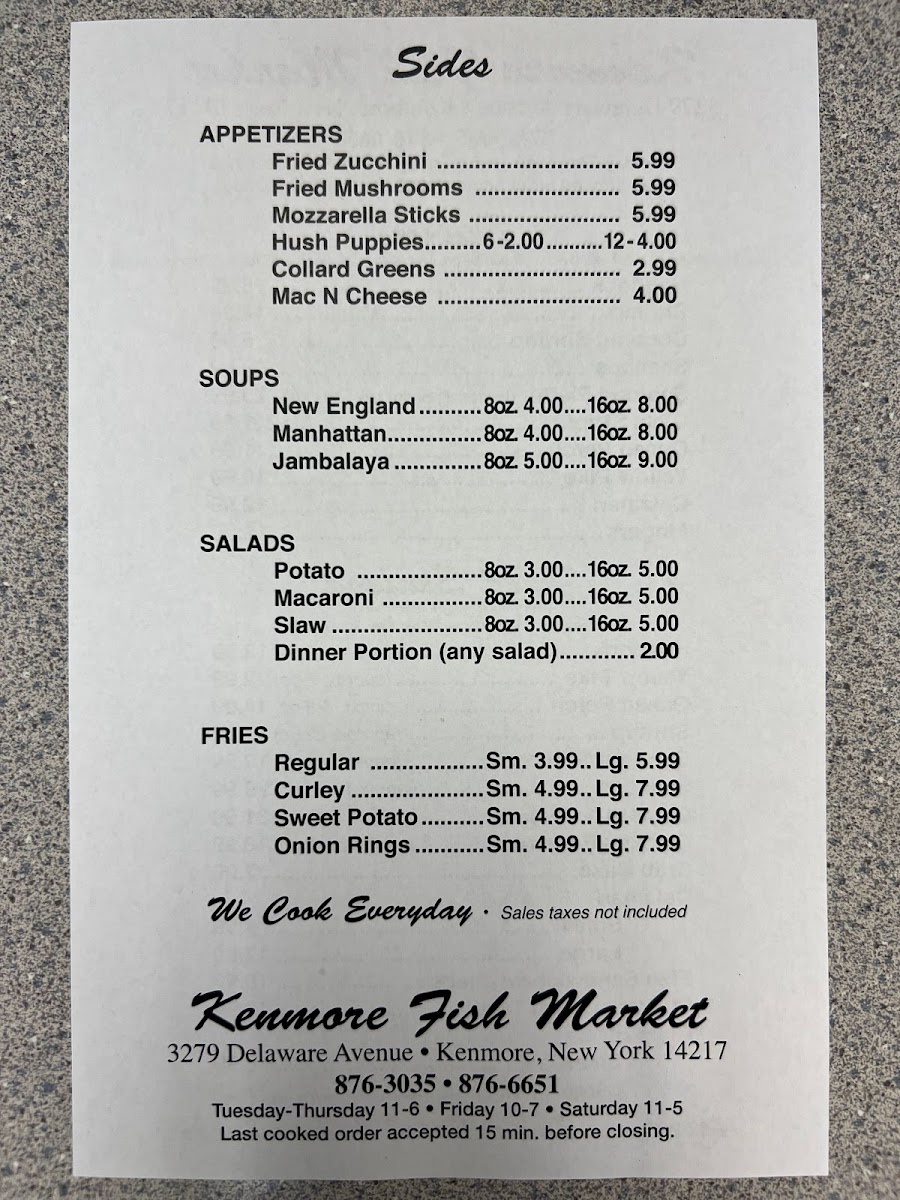 Sides
APPETIZERS
Fried Zucchini ............................ 5.99
Fried Mushrooms ...................... 5.99
Mozzarella Sticks ....................... 5.99
Hush Puppies.........6-2.00..........12-4.00
Collard Greens ........................... 2.99
Mac N Cheese ............................ 4.00
SOUPS
New England..........8oz. 4.00....16oz. 8.00
Manhattan...............8oz. 4.00....16oz. 8.00
Jambalaya..............8oz. 5.00....16oz. 9.00
SALADS
Potato ....................8oz. 3.00....16oz. 5.00
Macaroni ................8oz. 3.00....16oz. 5.00
Slaw ........................8oz. 3.00....16oz. 5.00
Dinner Portion (any salad)............ 2.00
FRIES
Regular ..................Sm. 3.99..Lg. 5.99
Curley .....................Sm. 4.99..Lg. 7.99
Sweet Potato..........Sm. 4.99..Lg. 7.99
Onion Rings...........Sm. 4.99..Lg. 7.99
We Cook Everyday • Sales taxes not included
Kenmore Fish Market
3279 Delaware Avenue • Kenmore, New York 14217
876-3035 • 876-6651
Tuesday-Thursday 11-6 • Friday 10-7 • Saturday 11-5
Last cooked order accepted 15 min. before closing.